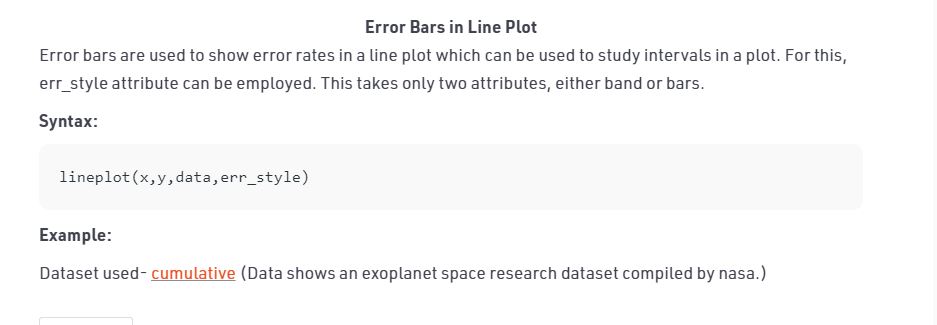 Error Bars in Line Plot
Error bars are used to show error rates in a line plot which can be used to study intervals in a plot. For this,
err_style attribute can be employed. This takes only two attributes, either band or bars.
Syntax:
lineplot(x,y,data,err_style)
Example:
Dataset used- cumulative (Data shows an exoplanet space research dataset compiled by nasa.)